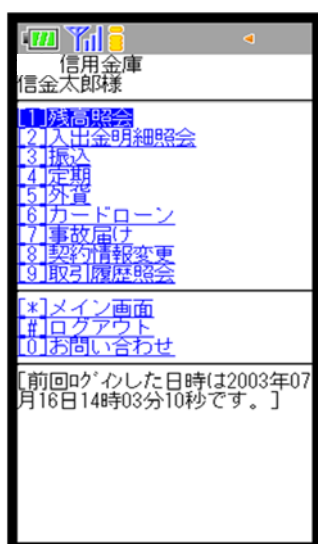 信用金庫
信金太郎様
[1]残高照会
[2]入出金明細照会
[3]振込
[4]定期
[5]外貨
[6]カードローン
[7]事故届け
[8]契約情報変更
[9]取引履歴照会
[*]メイン画面
[#]ログアウト
[0]お問い合わせ
[前回ﾛｸﾞｲﾝした日時は2003年07
月16日14時03分10秒です。]